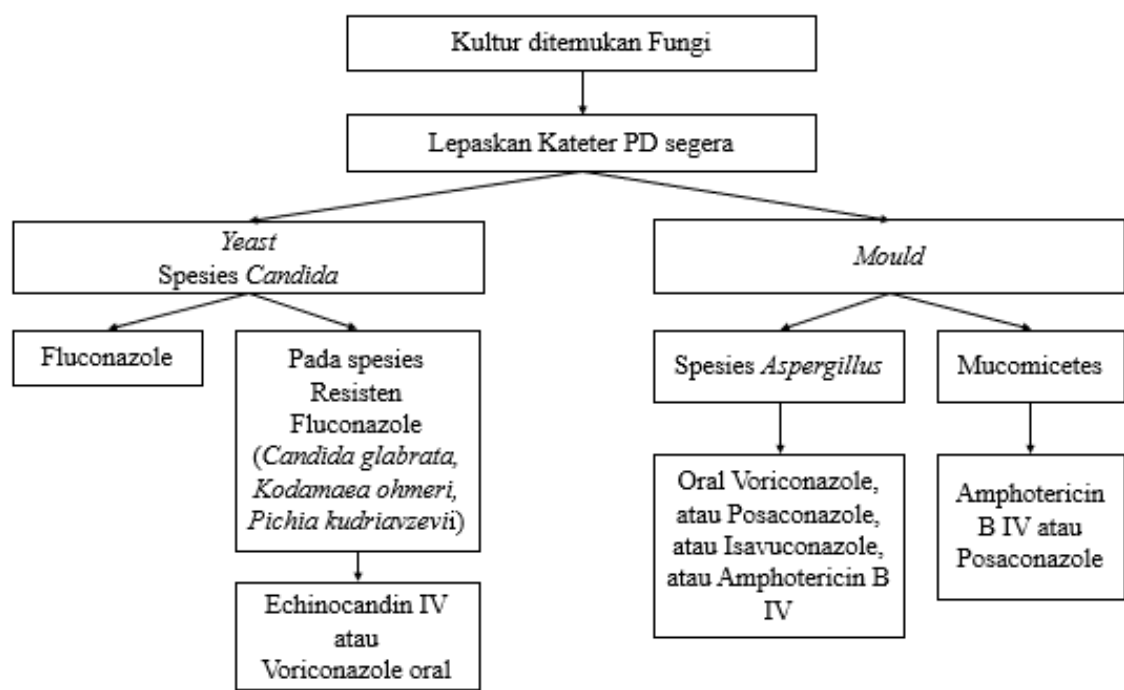 Kultur ditemukan Fungi
Lepaskan Kateter PD segera
Yeast
Spesies Candida
Mould
Fluconazole
Pada spesies
Resisten
Fluconazole
(Candida glabrata,
Kodamaea ohmeri,
Pichia kudriavzevii)
Echinocandin IV
atau
Voriconazole oral
Spesies Aspergillus
Mucomicetes
Oral Voriconazole,
atau Posaconazole,
atau Isavuconazole,
atau Amphotericin B
IV
Amphotericin
B IV atau
Posaconazole